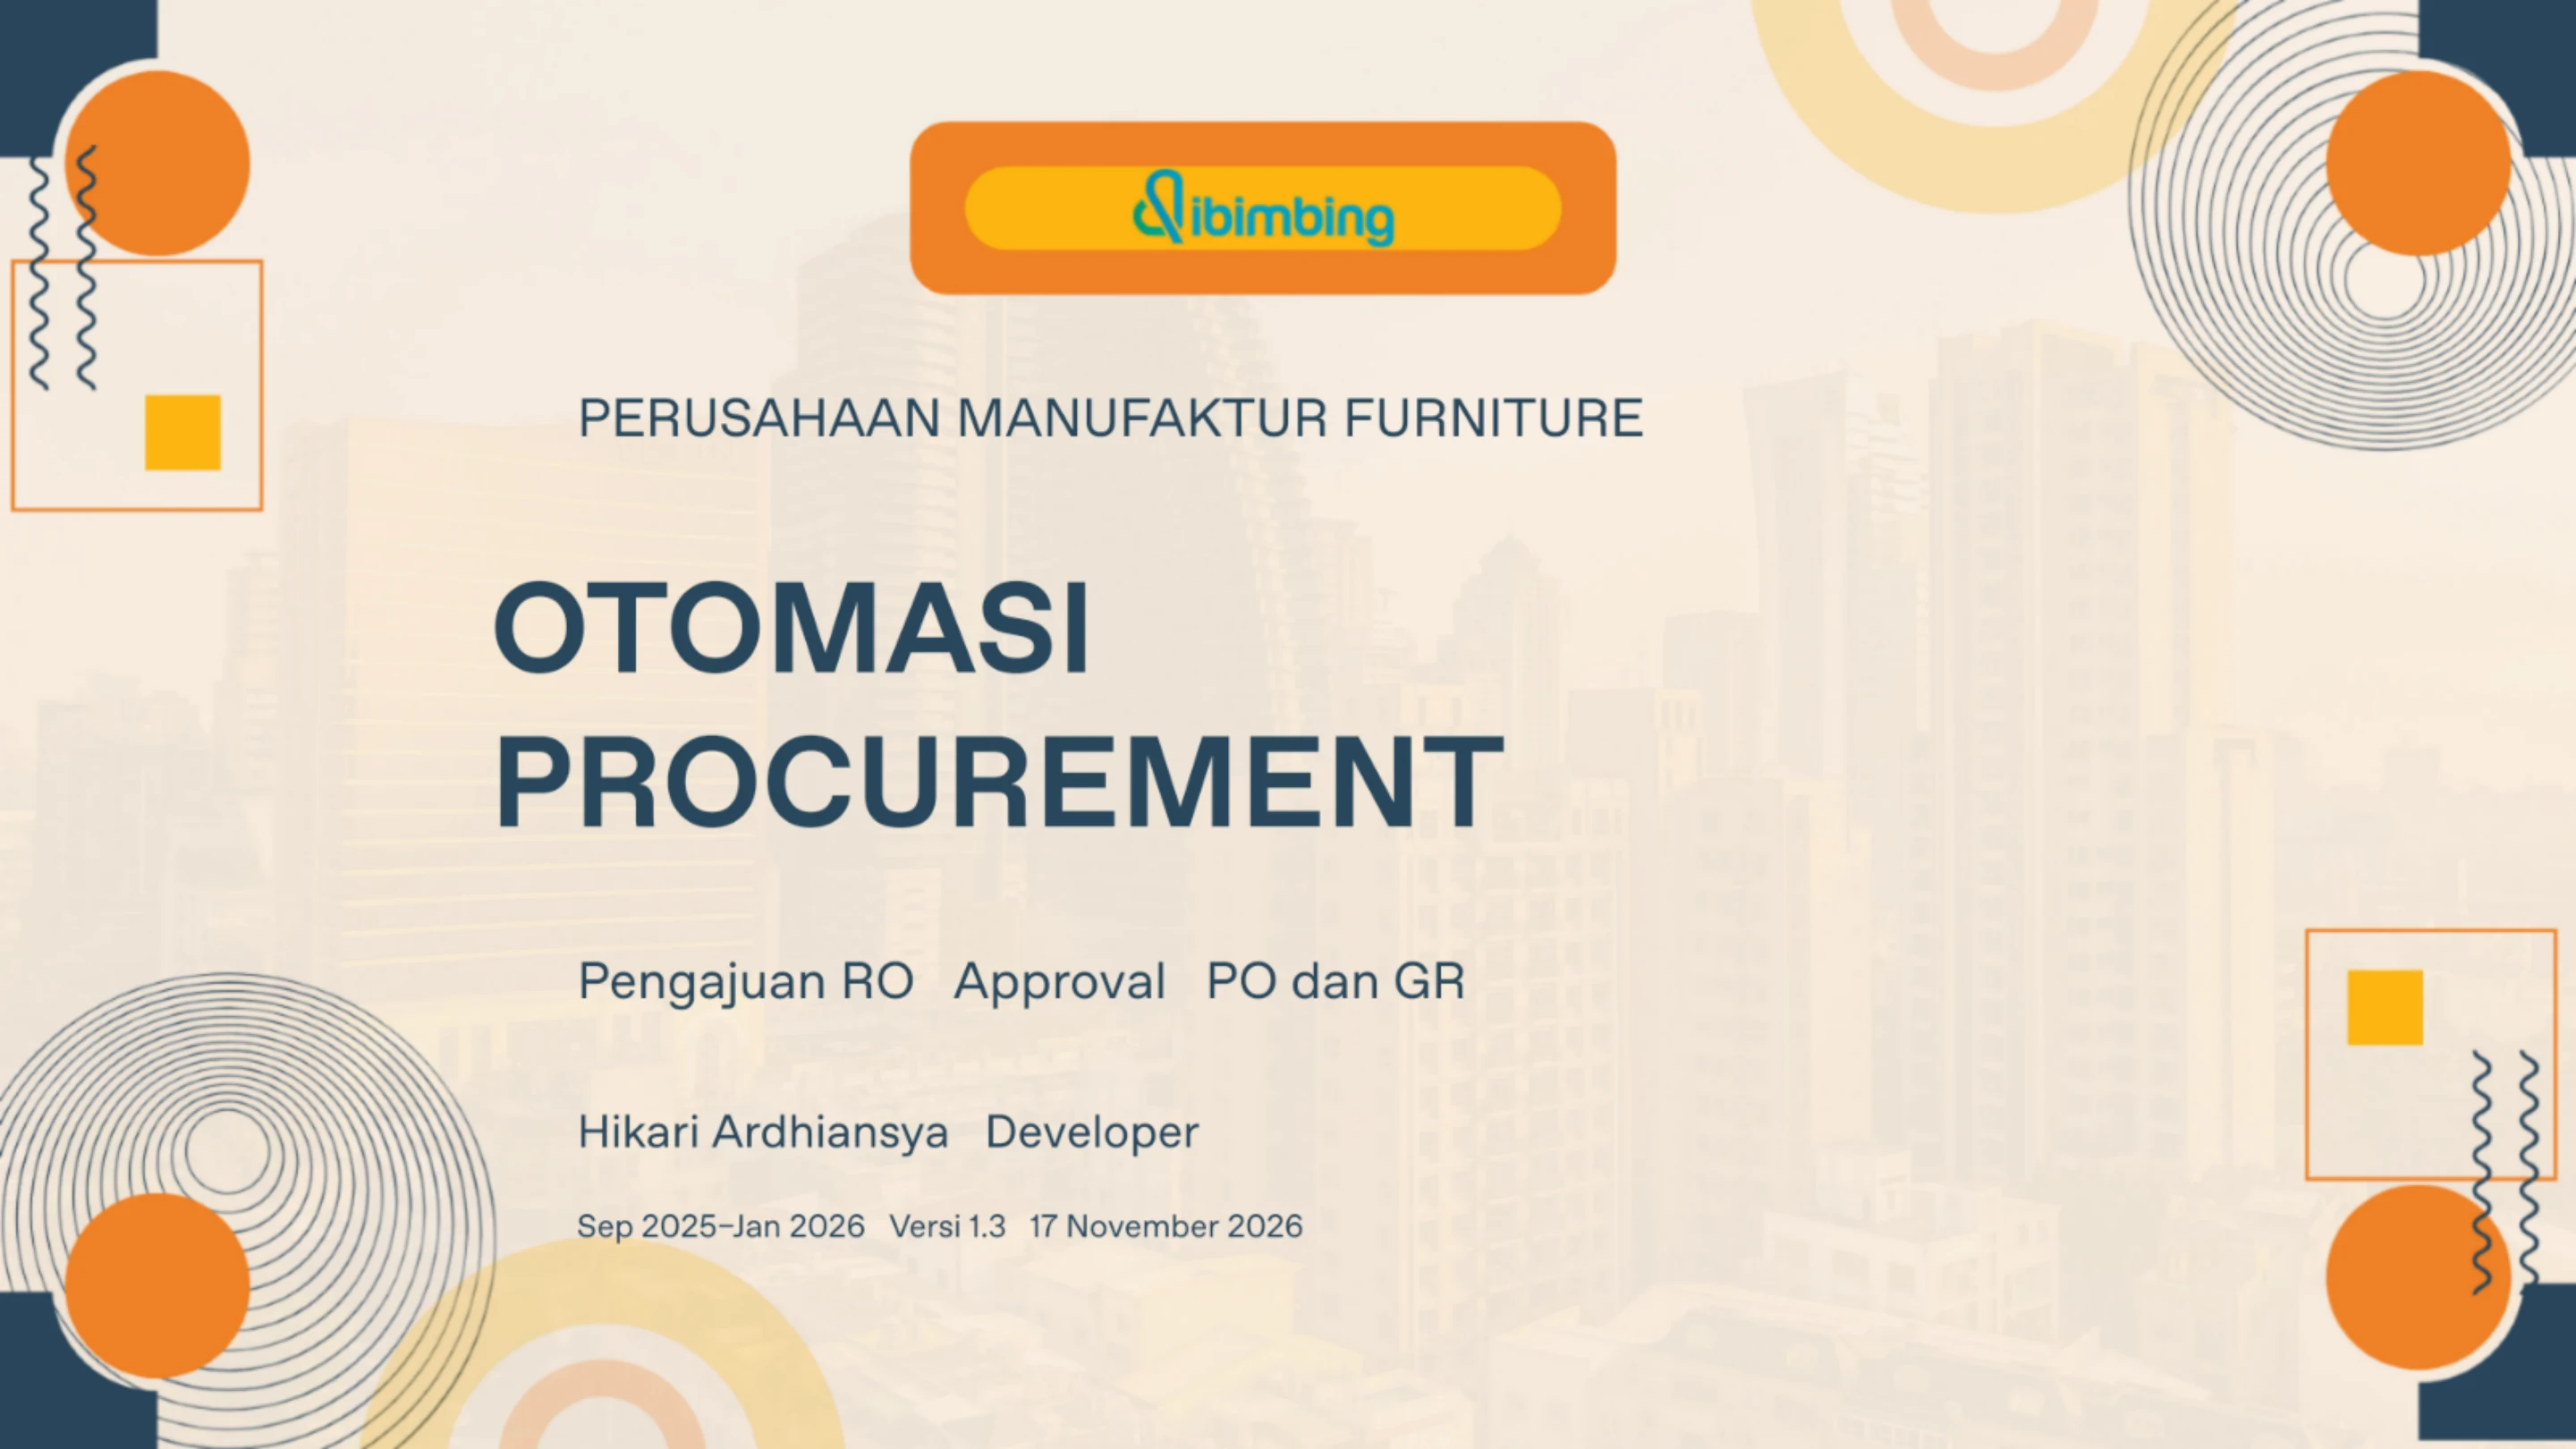 ibimbing
PERUSAHAAN MANUFAKTUR FURNITURE
OTOMASI
PROCUREMENT
Pengajuan RO Approval PO dan GR
Hikari Ardhiansya Developer
Sep 2025–Jan 2026 Versi 1.3 17 November 2026